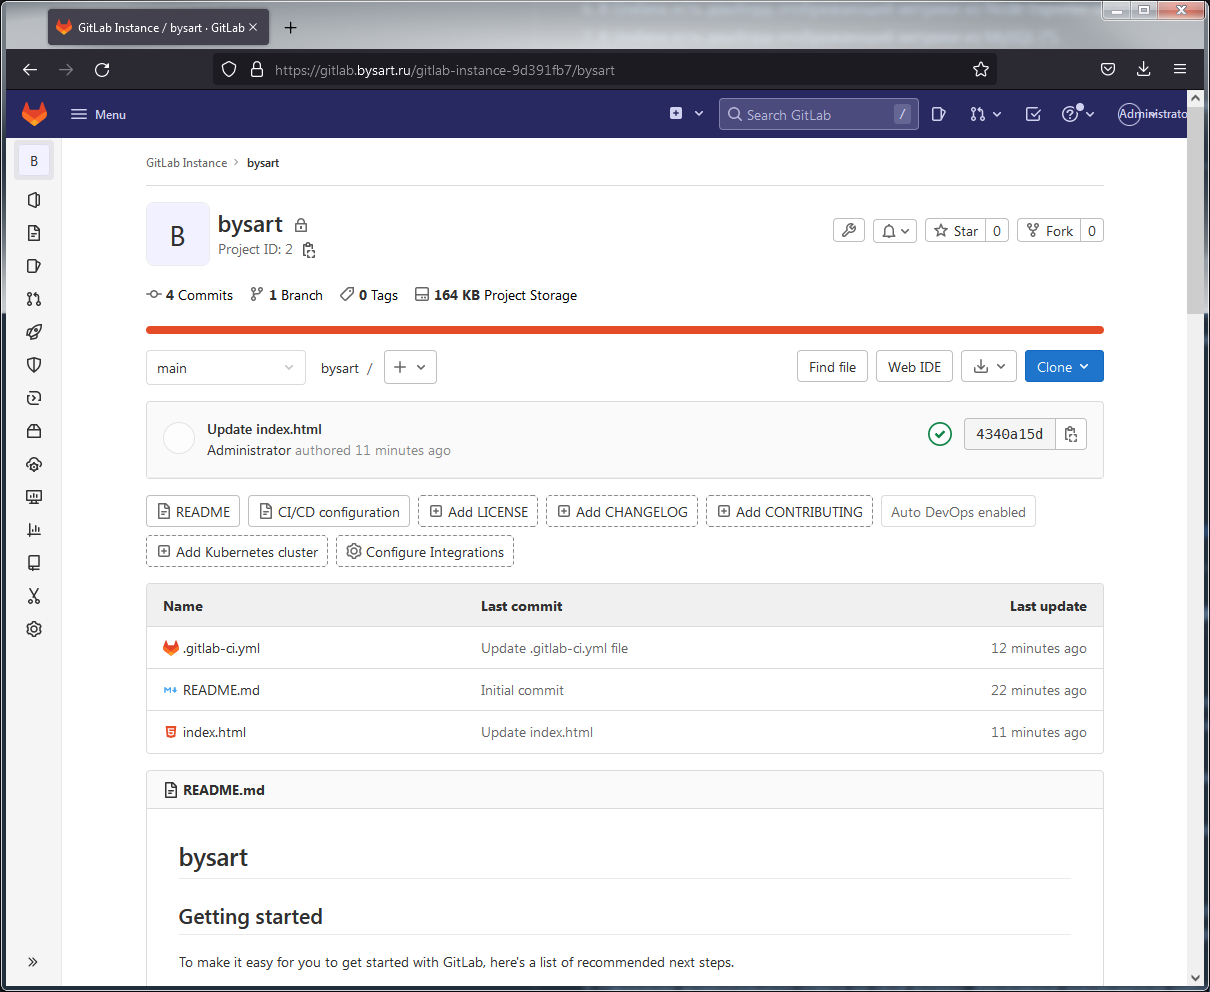 GitLab Instance / bysart · GitLab
https://gitlab.bysart.ru/gitlab-instance-9d391fb7/bysart
Menu
Search GitLab /
Administrato
B
GitLab Instance > bysart
B
bysart
Project ID: 2
Star 0
Fork 0
4 Commits 1 Branch 0 Tags 164 KB Project Storage
main
bysart /
Find file
Web IDE
Clone
Update index.html
Administrator authored 11 minutes ago
4340a15d
README
CI/CD configuration
Add LICENSE
Add CHANGELOG
Add CONTRIBUTING
Auto DevOps enabled
Add Kubernetes cluster
Configure Integrations
Name Last commit Last update
.gitlab-ci.yml Update .gitlab-ci.yml file 12 minutes ago
README.md Initial commit 22 minutes ago
index.html Update index.html 11 minutes ago
README.md
bysart
Getting started
To make it easy for you to get started with GitLab, here's a list of recommended next steps.